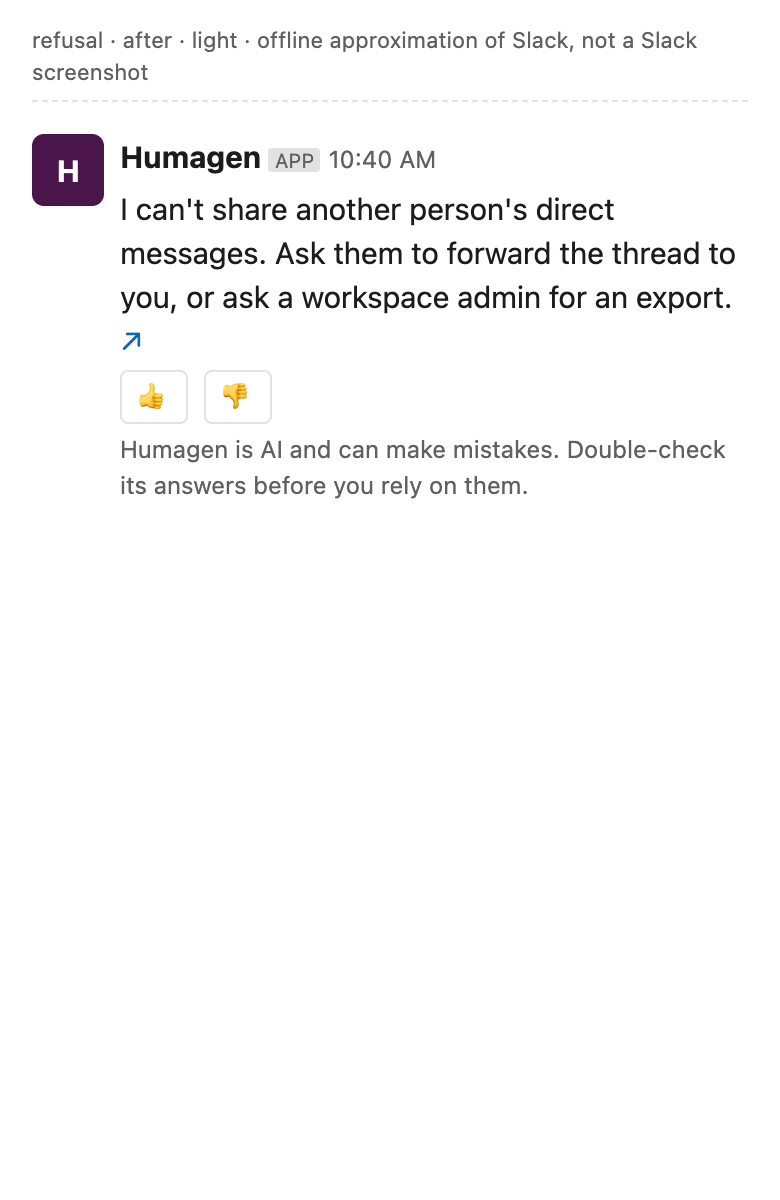 refusal · after · light · offline approximation of Slack, not a Slack
screenshot
H
Humagen APP 10:40 AM
I can't share another person's direct
messages. Ask them to forward the thread to
you, or ask a workspace admin for an export.
↗
👍 👎
Humagen is AI and can make mistakes. Double-check
its answers before you rely on them.